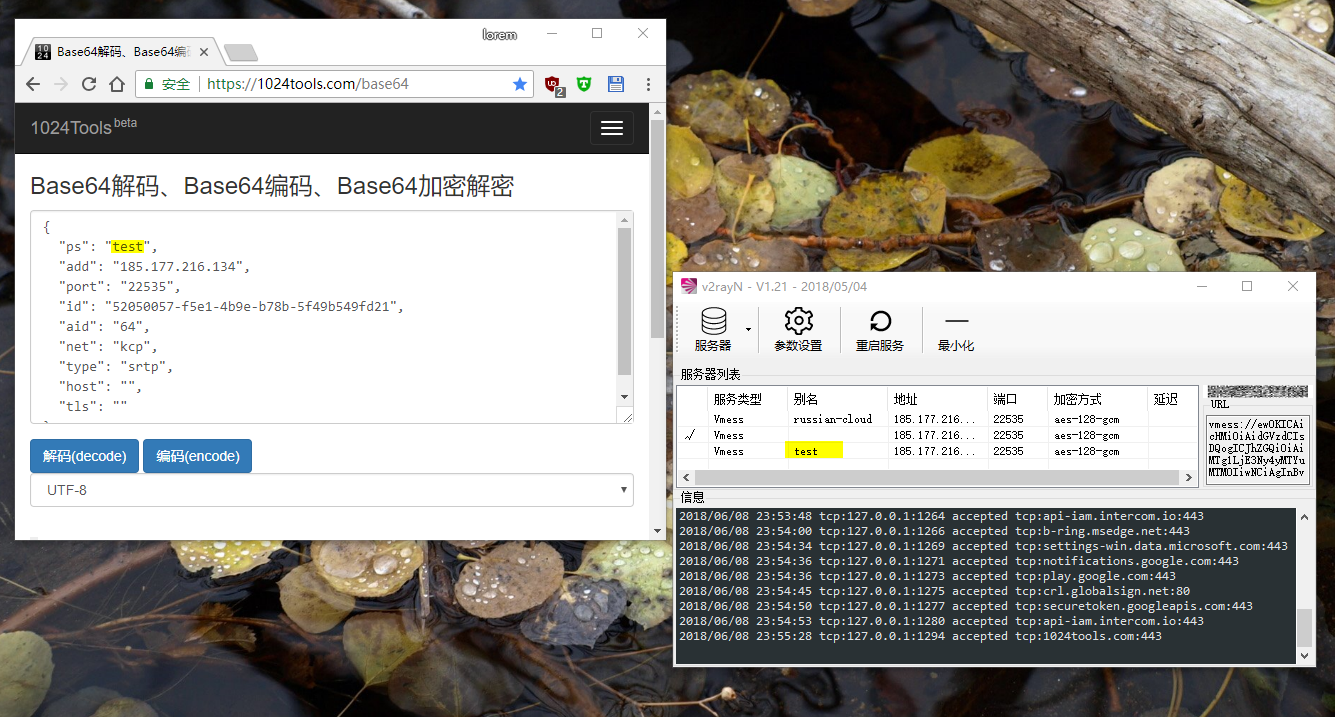 lorem
10
24
Base64解码、Base64编
安全
https://1024tools.com/base64
2
1024Tools beta
Base64解码、Base64编码、Base64加密解密
{
"ps": "test",
"add": "185.177.216.134",
"port": "22535",
"id": "52050057-f5e1-4b9e-b78b-5f49b549fd21",
"aid": "64",
"net": "kcp",
"type": "srtp",
"host": "",
"tls": ""
解码(decode)
编码(encode)
UTF-8
v2rayN - V1.21 - 2018/05/04
服务器
参数设置
重启服务
最小化
服务器列表
服务类型 别名 地址 端口 加密方式 延迟
Vmess russian-cloud 185.177.216... 22535 aes-128-gcm
✓ Vmess 185.177.216... 22535 aes-128-gcm
Vmess test 185.177.216... 22535 aes-128-gcm
URL
vmess://ew0KICAi
cHMiOiAidGVzdCIs
DQogICJhZGQiOiAi
MTg1LjE3Ny4yMTYu
MTM0IiwNCiAgInBv
信息
2018/06/08 23:53:48 tcp:127.0.0.1:1264 accepted tcp:api-iam.intercom.io:443
2018/06/08 23:54:00 tcp:127.0.0.1:1266 accepted tcp:b-ring.msedge.net:443
2018/06/08 23:54:34 tcp:127.0.0.1:1269 accepted tcp:settings-win.data.microsoft.com:443
2018/06/08 23:54:36 tcp:127.0.0.1:1271 accepted tcp:notifications.google.com:443
2018/06/08 23:54:36 tcp:127.0.0.1:1273 accepted tcp:play.google.com:443
2018/06/08 23:54:45 tcp:127.0.0.1:1275 accepted tcp:crl.globalsign.net:80
2018/06/08 23:54:50 tcp:127.0.0.1:1277 accepted tcp:securetoken.googleapis.com:443
2018/06/08 23:54:53 tcp:127.0.0.1:1280 accepted tcp:api-iam.intercom.io:443
2018/06/08 23:55:28 tcp:127.0.0.1:1294 accepted tcp:1024tools.com:443